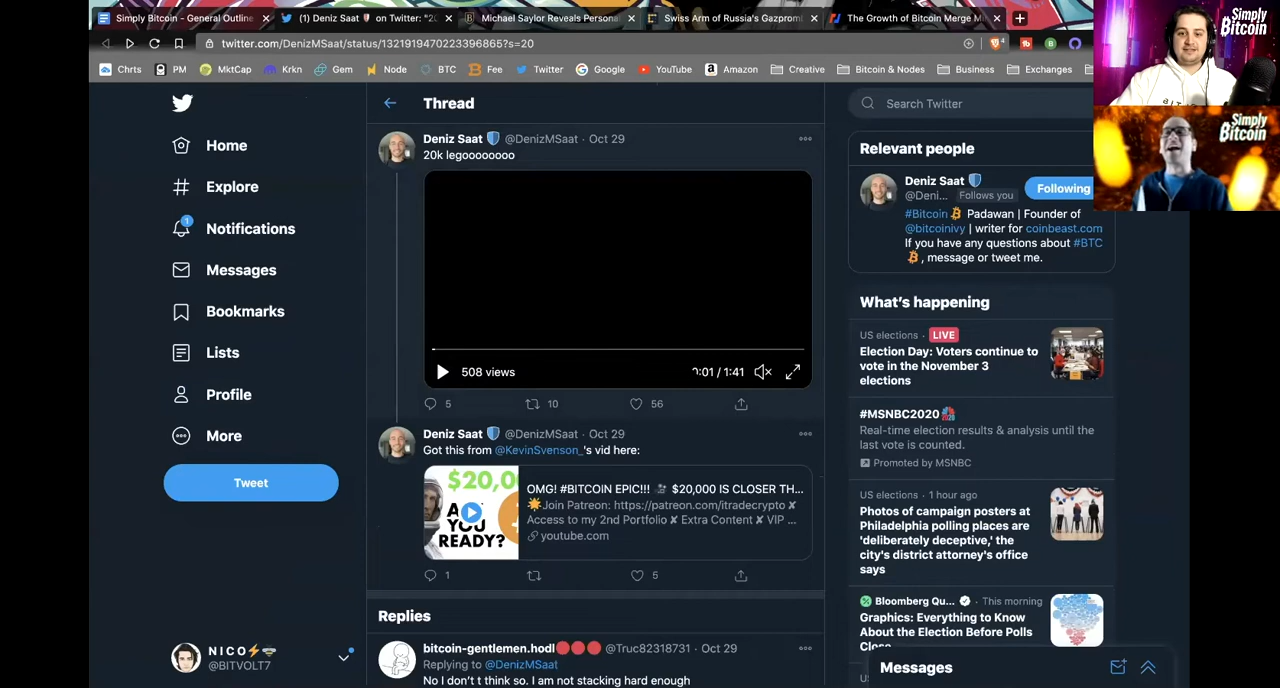 Simply Bitcoin - General Outline
(1) Deniz Saat 🛡 on Twitter: "20
Michael Saylor Reveals Persona
Swiss Arm of Russia's Gazprom
The Growth of Bitcoin Merge M
Simply
Bitcoin
twitter.com/DenizMSaat/status/1321919470223396865?s=20
Chrts
PM
MktCap
Krkn
Gem
Node
BTC
Fee
Twitter
Google
YouTube
Amazon
Creative
Bitcoin & Nodes
Business
Exchanges
Home
Explore
1
Notifications
Messages
Bookmarks
Lists
Profile
More
Tweet
N I C O
@BITVOLT7
Thread
Deniz Saat 🛡 @DenizMSaat · Oct 29
20k legoooooooo
508 views
0:01 / 1:41
5 10 56
Deniz Saat 🛡 @DenizMSaat · Oct 29
Got this from @KevinSvenson_'s vid here:
$20,0
A
YOU
READY?
OMG! #BITCOIN EPIC!!! $20,000 IS CLOSER TH...
Join Patreon: https://patreon.com/itradecrypto ✘
Access to my 2nd Portfolio ✘ Extra Content ✘ VIP ...
youtube.com
1 5
Replies
bitcoin-gentlemen.hodl🔴🔴🔴 @Truc82318731 · Oct 29
Replying to @DenizMSaat
No I don't t think so. I am not stacking hard enough
Search Twitter
Simply
Bitcoin
Relevant people
Deniz Saat 🛡
@Deni... Follows you
Following
#Bitcoin Padawan | Founder of
@bitcoinivy | writer for coinbeast.com
If you have any questions about #BTC
, message or tweet me.
What's happening
US elections · LIVE
Election Day: Voters continue to
vote in the November 3
elections
#MSNBC2020
Real-time election results & analysis until the
last vote is counted.
Promoted by MSNBC
US elections · 1 hour ago
Photos of campaign posters at
Philadelphia polling places are
'deliberately deceptive,' the
city's district attorney's office
says
Bloomberg Qu... · This morning
Graphics: Everything to Know
About the Election Before Polls
Close
Messages